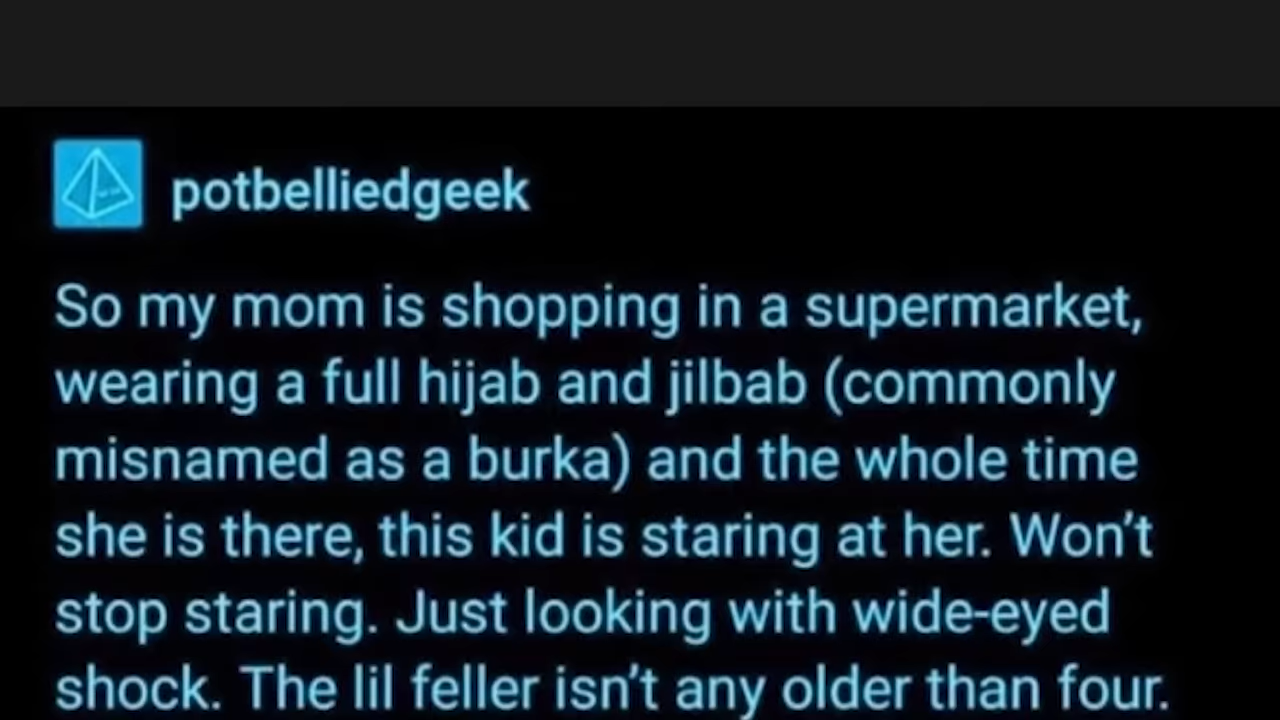 potbelliedgeek
So my mom is shopping in a supermarket,
wearing a full hijab and jilbab (commonly
misnamed as a burka) and the whole time
she is there, this kid is staring at her. Won’t
stop staring. Just looking with wide-eyed
shock. The lil feller isn’t any older than four.